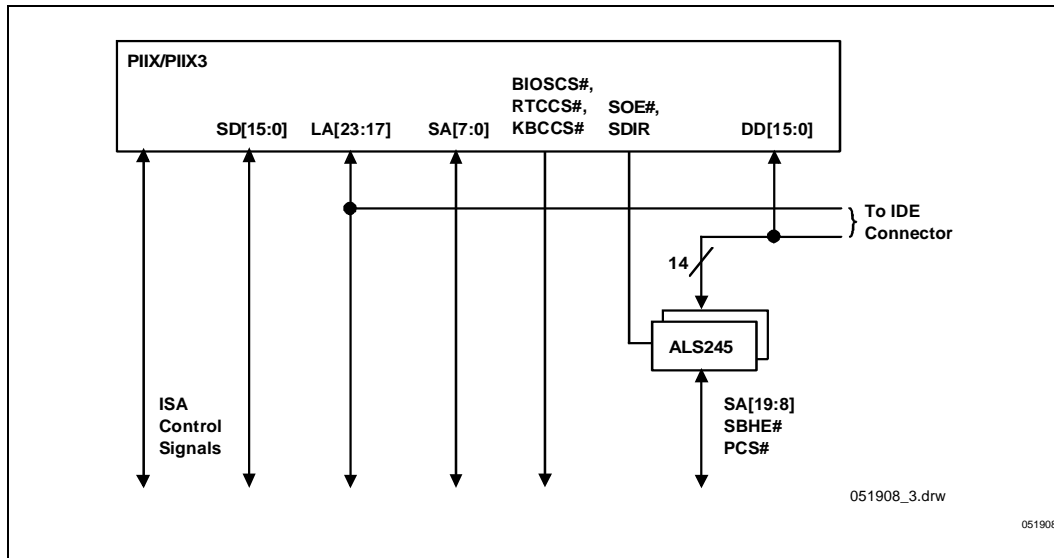 PIIX/PIIX3
BIOSCS#,
RTCCS#,
KBCCS#
SOE#,
SDIR
SD[15:0]
LA[23:17]
SA[7:0]
DD[15:0]
To IDE
Connector
14
ALS245
ISA
Control
Signals
SA[19:8]
SBHE#
PCS#
051908_3.drw
051908